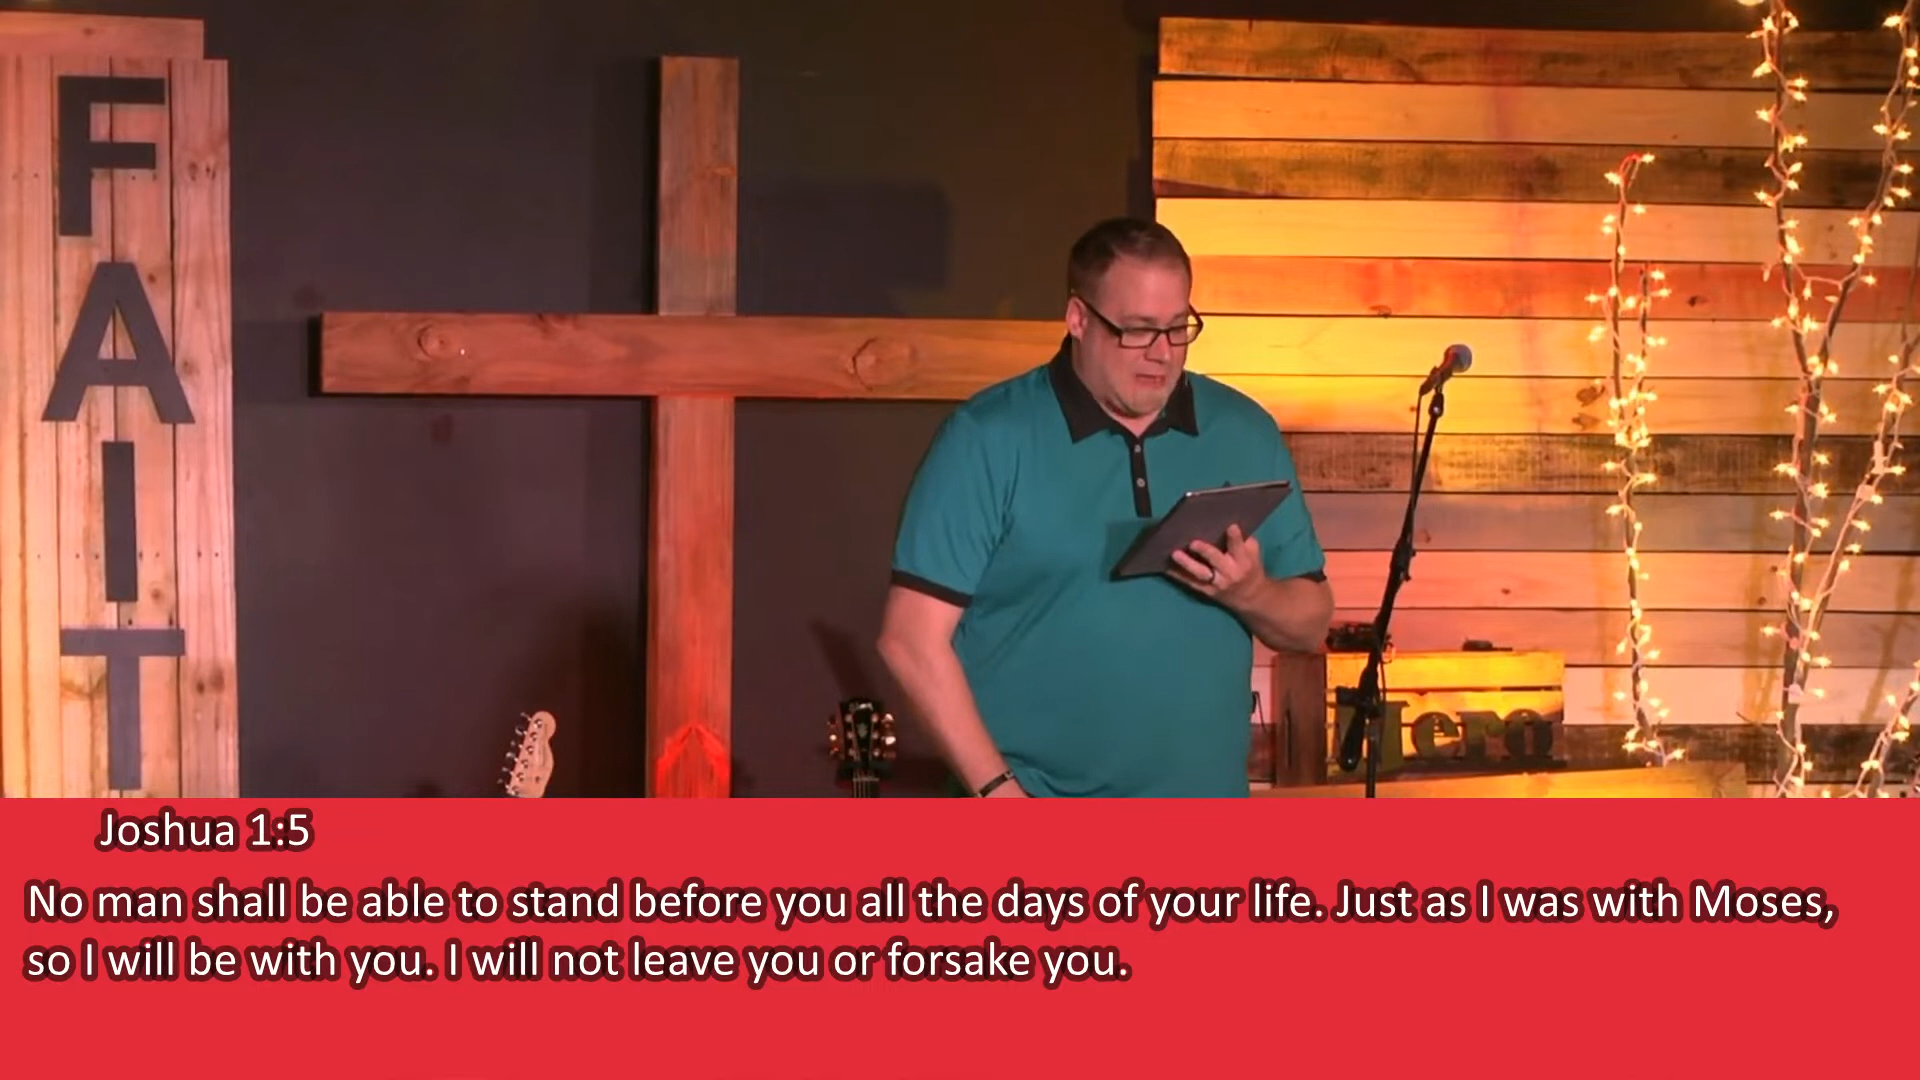 FAIT
Hero
Joshua 1:5
No man shall be able to stand before you all the days of your life. Just as I was with Moses,
so I will be with you. I will not leave you or forsake you.